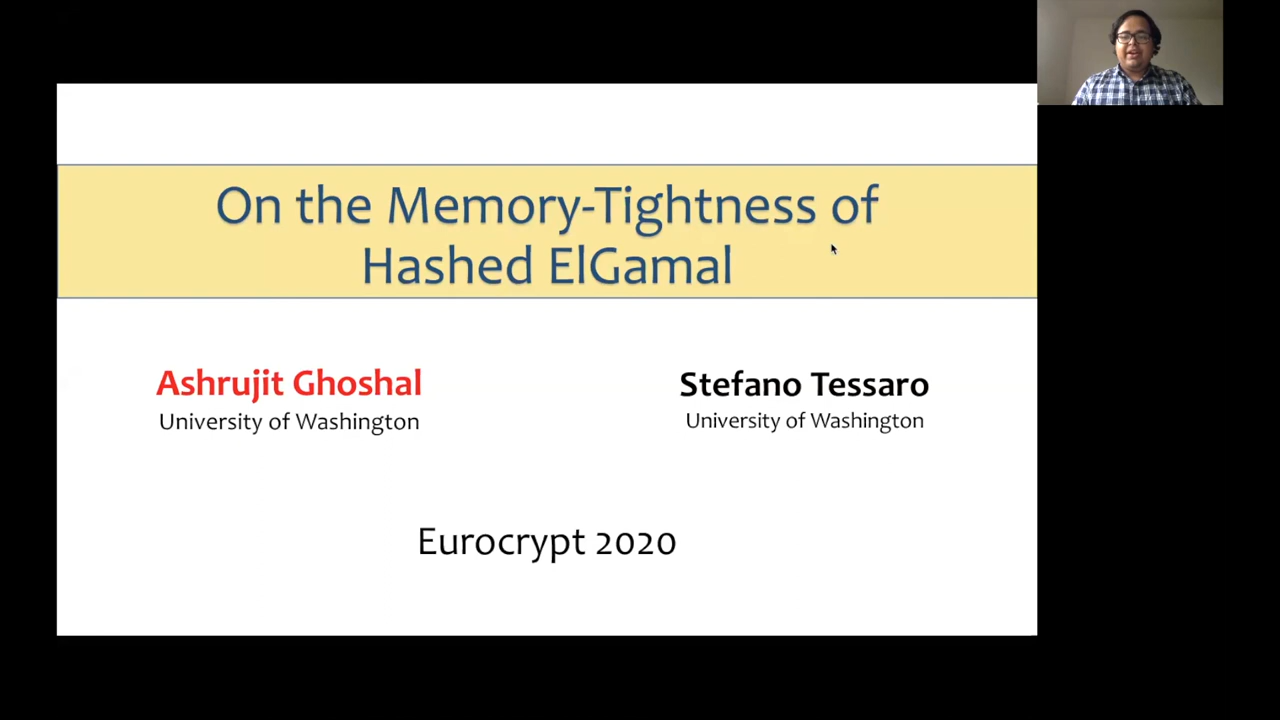 On the Memory-Tightness of
Hashed ElGamal
Ashrujit Ghoshal
University of Washington
Stefano Tessaro
University of Washington
Eurocrypt 2020